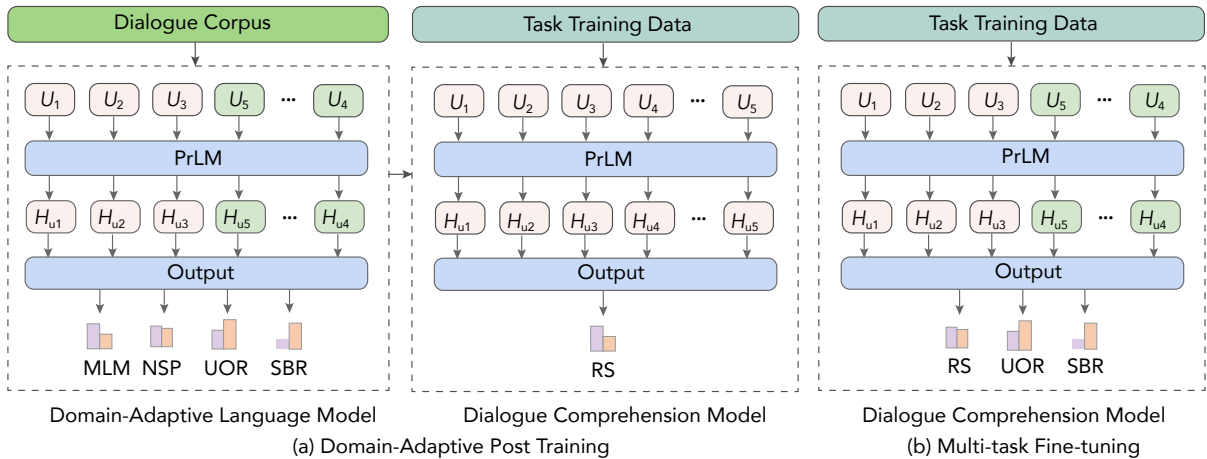 Dialogue Corpus
Task Training Data
Task Training Data
U1 U2 U3 U5 ... U4
U1 U2 U3 U4 ... U5
U1 U2 U3 U5 ... U4
PrLM
PrLM
PrLM
Hu1 Hu2 Hu3 Hu5 ... Hu4
Hu1 Hu2 Hu3 Hu4 ... Hu5
Hu1 Hu2 Hu3 Hu5 ... Hu4
Output
Output
Output
MLM NSP UOR SBR
RS
RS UOR SBR
Domain-Adaptive Language Model
Dialogue Comprehension Model
Dialogue Comprehension Model
(a) Domain-Adaptive Post Training
(b) Multi-task Fine-tuning